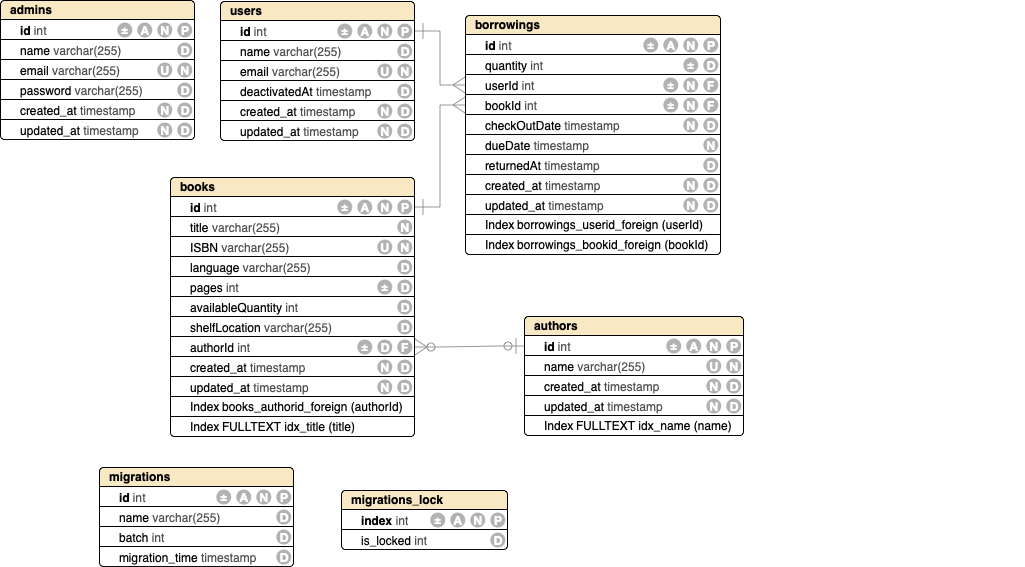 admins
id int ± A N P
name varchar(255) D
email varchar(255) U N
password varchar(255) D
created_at timestamp N D
updated_at timestamp N D
users
id int ± A N P
name varchar(255) D
email varchar(255) U N
deactivatedAt timestamp D
created_at timestamp N D
updated_at timestamp N D
borrowings
id int ± A N P
quantity int ± D
userId int ± N F
bookId int ± N F
checkOutDate timestamp N D
dueDate timestamp N
returnedAt timestamp D
created_at timestamp N D
updated_at timestamp N D
Index borrowings_userid_foreign (userId)
Index borrowings_bookid_foreign (bookId)
books
id int ± A N P
title varchar(255) N
ISBN varchar(255) U N
language varchar(255) D
pages int ± D
availableQuantity int D
shelfLocation varchar(255) D
authorId int ± D F
created_at timestamp N D
updated_at timestamp N D
Index books_authorid_foreign (authorId)
Index FULLTEXT idx_title (title)
authors
id int ± A N P
name varchar(255) U N
created_at timestamp N D
updated_at timestamp N D
Index FULLTEXT idx_name (name)
migrations
id int ± A N P
name varchar(255) D
batch int D
migration_time timestamp D
migrations_lock
index int ± A N P
is_locked int D